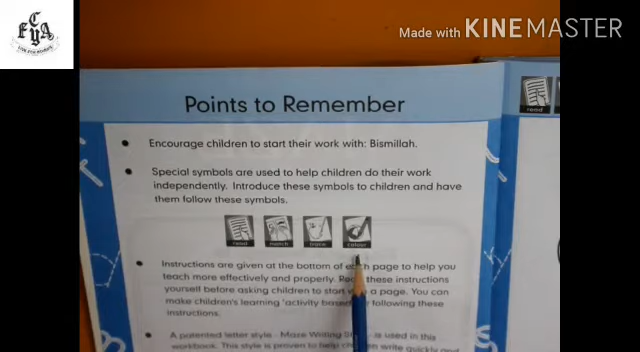 C
F Y A
Made with KINEMASTER
Points to Remember
read
Encourage children to start their work with: Bismillah.
Special symbols are used to help children do their work
independently. Introduce these symbols to children and have
them follow these symbols.
read match trace colour
Instructions are given at the bottom of each page to help you
teach more effectively and properly. Read these instructions
yourself before asking children to start a page. You can
make children's learning 'activity based' following these
instructions.
A patented letter style - Maze Writing is used in this
workbook. This style is proven to help children write quickly and